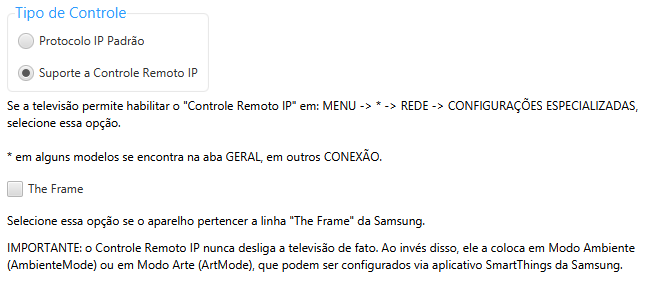 Tipo de Controle
Protocolo IP Padrão
Suporte a Controle Remoto IP
Se a televisão permite habilitar o "Controle Remoto IP" em: MENU -> * -> REDE -> CONFIGURAÇÕES ESPECIALIZADAS,
selecione essa opção.
* em alguns modelos se encontra na aba GERAL, em outros CONEXÃO.
The Frame
Selecione essa opção se o aparelho pertencer a linha "The Frame" da Samsung.
IMPORTANTE: o Controle Remoto IP nunca desliga a televisão de fato. Ao invés disso, ele a coloca em Modo Ambiente
(AmbienteMode) ou em Modo Arte (ArtMode), que podem ser configurados via aplicativo SmartThings da Samsung.